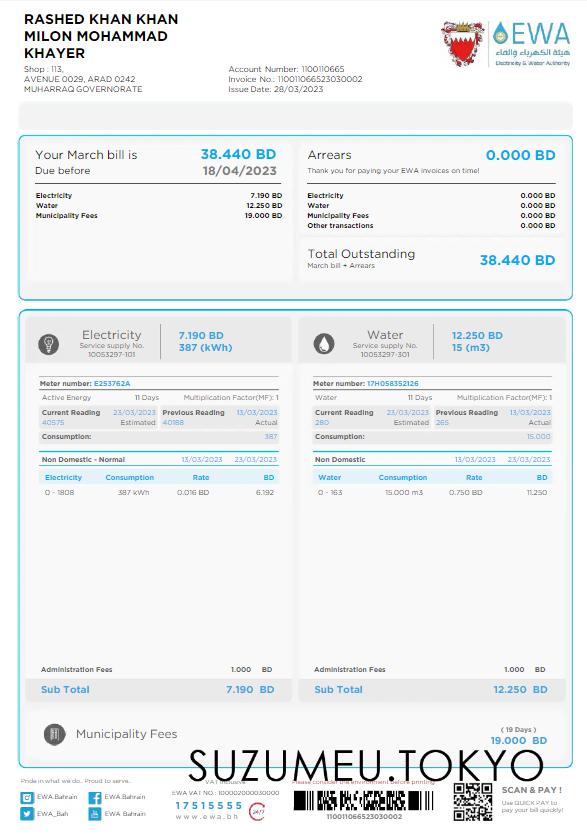 RASHED KHAN KHAN
MILON MOHAMMAD
KHAYER
Shop : 113,
AVENUE 0029, ARAD 0242
MUHARRAQ GOVERNORATE
Account Number: 1100110665
Invoice No.: 11001106652303​0002
Issue Date: 28/03/2023
EWA
هيئة الكهرباء والماء
Electricity & Water Authority
Your March bill is 38.440 BD
Due before 18/04/2023
Electricity 7.190 BD
Water 12.250 BD
Municipality Fees 19.000 BD
Arrears 0.000 BD
Thank you for paying your EWA invoices on time!
Electricity 0.000 BD
Water 0.000 BD
Municipality Fees 0.000 BD
Other transactions 0.000 BD
Total Outstanding 38.440 BD
March bill + Arrears
Electricity 7.190 BD
Service supply No. 387 (kWh)
10053297-101
Meter number: E253762A
Active Energy 11 Days Multiplication Factor(MF): 1
Current Reading 23/03/2023 Previous Reading 13/03/2023
40575 Estimated 40188 Actual
Consumption: 387
Non Domestic - Normal 13/03/2023 23/03/2023
Electricity Consumption Rate BD
0 - 1808 387 kWh 0.016 BD 6.192
Administration Fees 1.000 BD
Sub Total 7.190 BD
Water 12.250 BD
Service supply No. 15 (m3)
10053297-301
Meter number: 17H058352126
Water 11 Days Multiplication Factor(MF): 1
Current Reading 23/03/2023 Previous Reading 13/03/2023
280 Estimated 265 Actual
Consumption: 15.000
Non Domestic 13/03/2023 23/03/2023
Water Consumption Rate BD
0 - 163 15.000 m3 0.750 BD 11.250
Administration Fees 1.000 BD
Sub Total 12.250 BD
Municipality Fees ( 19 Days )
19.000 BD
SUZUMEU.TOKYO
Pride in what we do.. Proud to serve.
EWA.Bahrain EWA.Bahrain
EWA_Bah EWA.Bahrain
VAT Inclusive
EWA VAT NO.: 100002000030000
17515555 24/7
www.ewa.bh
Please consider the environment before printing
11001106652303​0002
SCAN & PAY !
Use QUICK PAY to
pay your bill quickly!